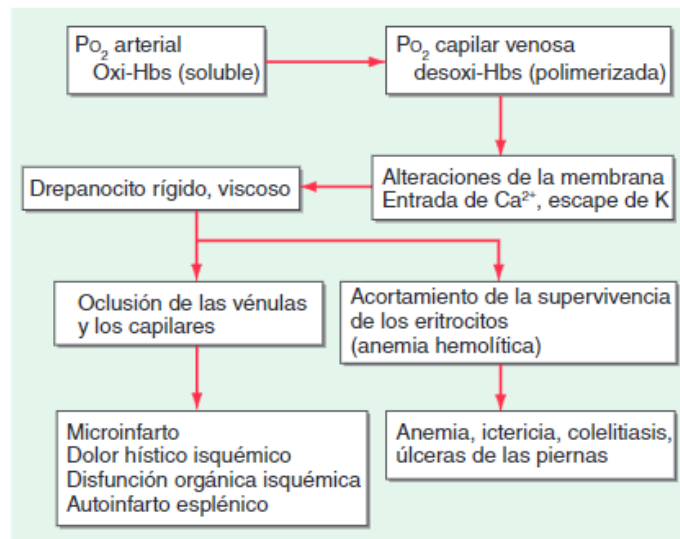 Po₂ arterial
Oxi-Hbs (soluble)
Po₂ capilar venosa
desoxi-Hbs (polimerizada)
Alteraciones de la membrana
Entrada de Ca²⁺, escape de K
Drepanocito rígido, viscoso
Oclusión de las vénulas
y los capilares
Acortamiento de la supervivencia
de los eritrocitos
(anemia hemolítica)
Microinfarto
Dolor hístico isquémico
Disfunción orgánica isquémica
Autoinfarto esplénico
Anemia, ictericia, colelitiasis,
úlceras de las piernas